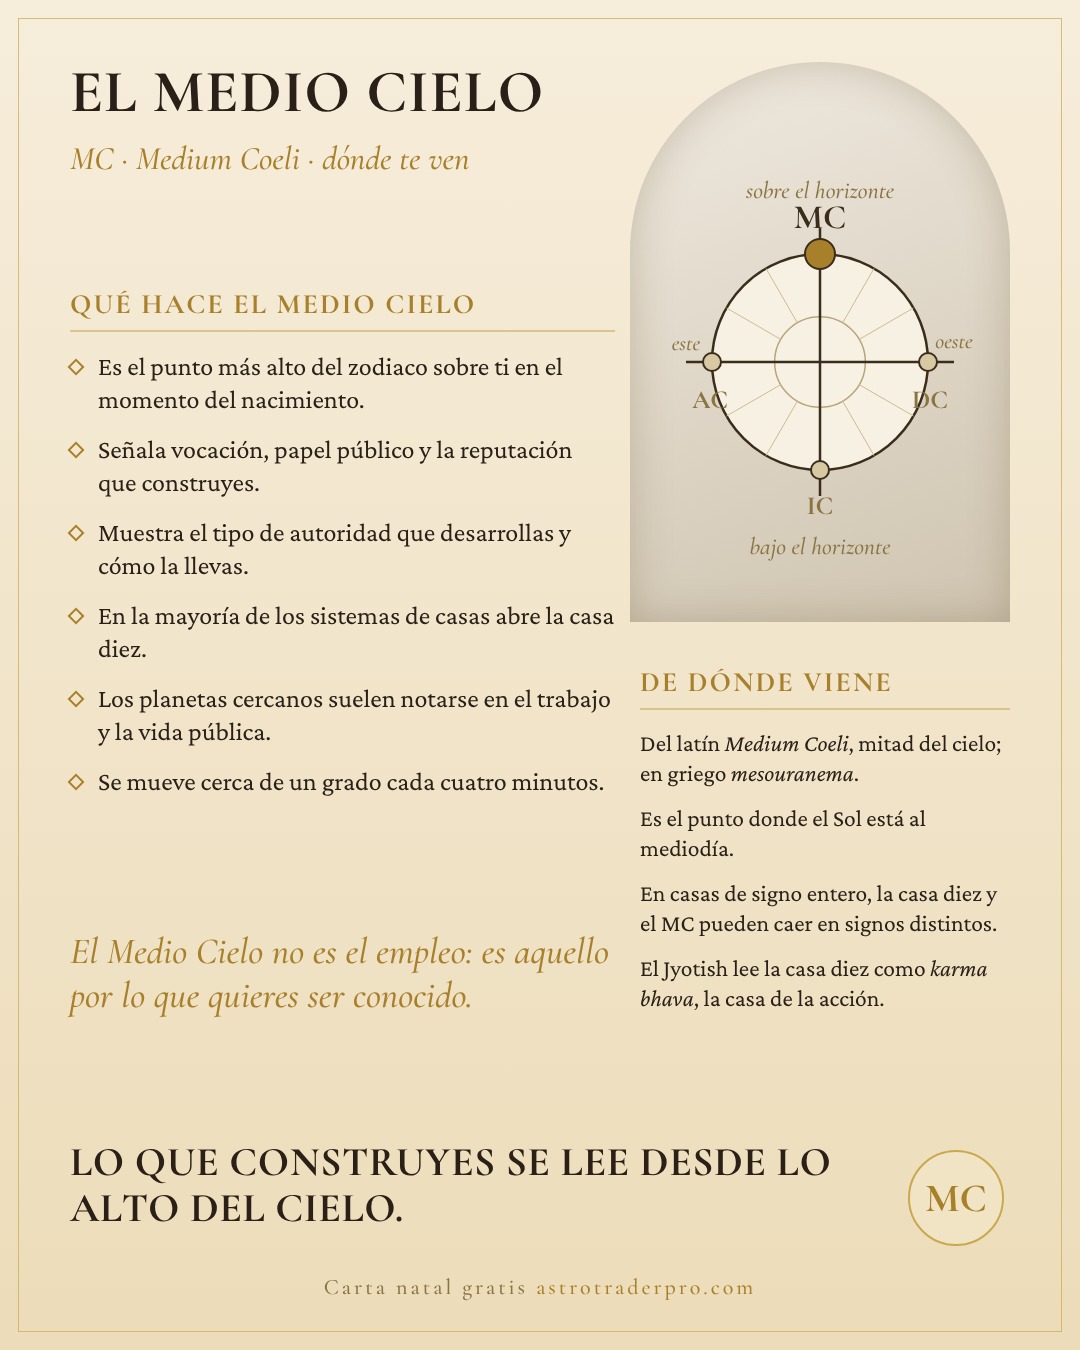 EL MEDIO CIELO
MC · Medium Coeli · dónde te ven
QUÉ HACE EL MEDIO CIELO
Es el punto más alto del zodiaco sobre ti en el
momento del nacimiento.
Señala vocación, papel público y la reputación
que construyes.
Muestra el tipo de autoridad que desarrollas y
cómo la llevas.
En la mayoría de los sistemas de casas abre la casa
diez.
Los planetas cercanos suelen notarse en el trabajo
y la vida pública.
Se mueve cerca de un grado cada cuatro minutos.
El Medio Cielo no es el empleo: es aquello
por lo que quieres ser conocido.
sobre el horizonte
MC
este
oeste
AC
DC
IC
bajo el horizonte
DE DÓNDE VIENE
Del latín Medium Coeli, mitad del cielo;
en griego mesouranema.
Es el punto donde el Sol está al
mediodía.
En casas de signo entero, la casa diez y
el MC pueden caer en signos distintos.
El Jyotish lee la casa diez como karma
bhava, la casa de la acción.
LO QUE CONSTRUYES SE LEE DESDE LO
ALTO DEL CIELO.
MC
Carta natal gratis astrotraderpro.com